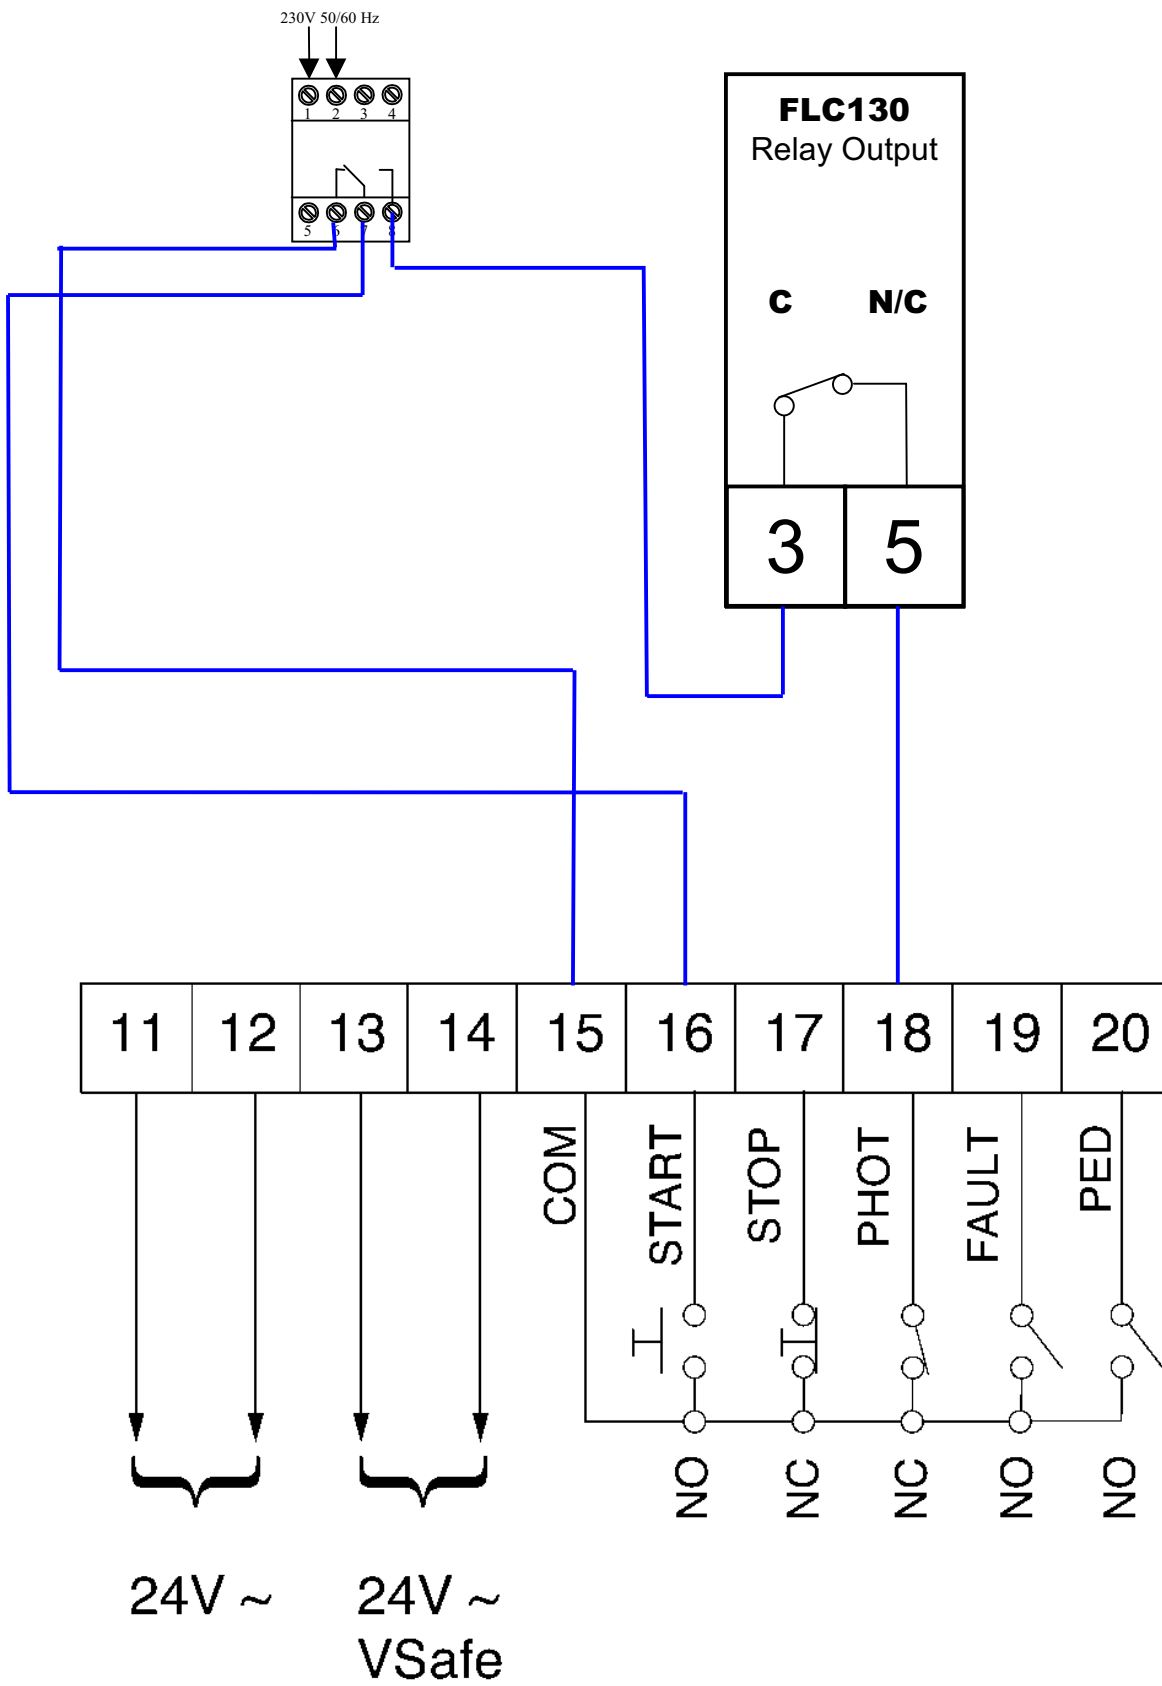 230V 50/60 Hz
1 2 3 4
5 6 7 8
FLC130
Relay Output
C N/C
3 5
11 12 13 14 15 16 17 18 19 20
COM
START
STOP
PHOT
FAULT
PED
NO
NC
NC
NO
NO
24V ~
24V ~
VSafe